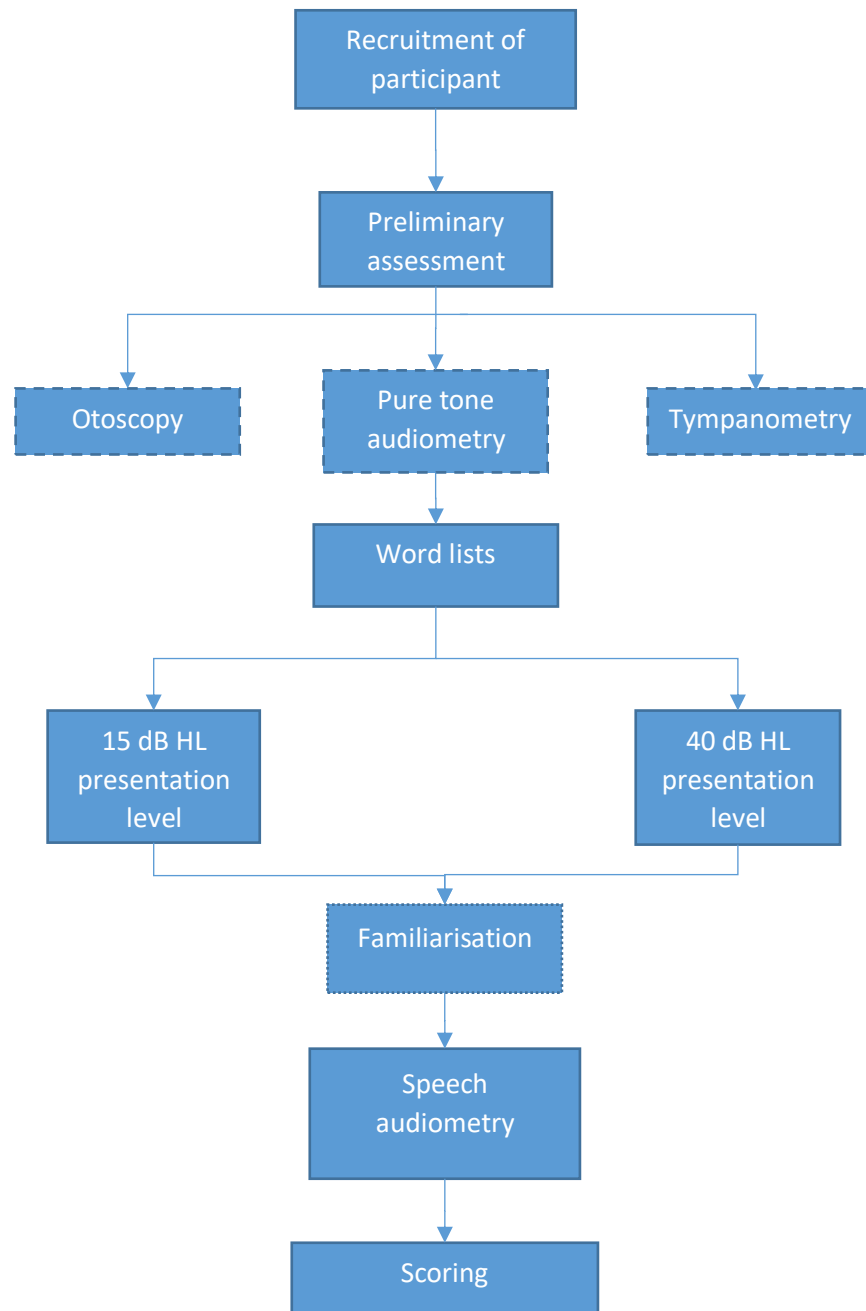 Recruitment of
participant
Preliminary
assessment
Otoscopy
Pure tone
audiometry
Tympanometry
Word lists
15 dB HL
presentation
level
40 dB HL
presentation
level
Familiarisation
Speech
audiometry
Scoring